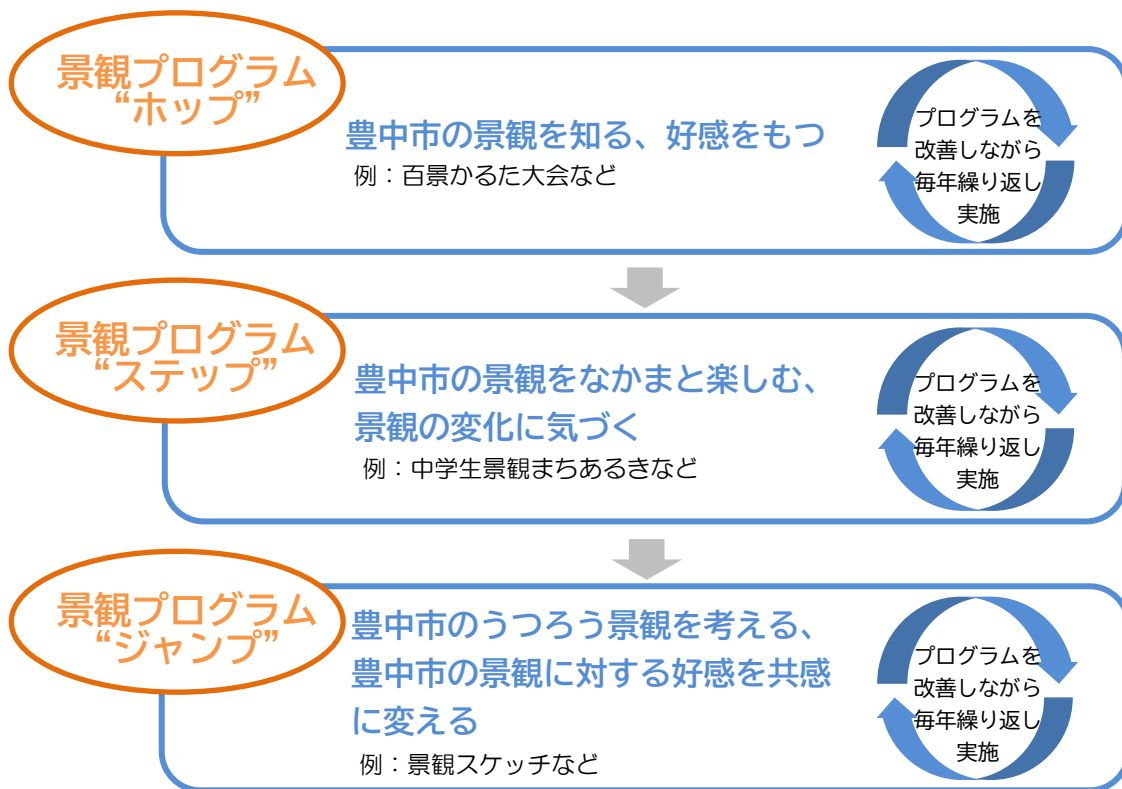 景観プログラム
“ホップ”
豊中市の景観を知る、好感をもつ
例：百景かるた大会など
プログラムを
改善しながら
毎年繰り返し
実施
景観プログラム
“ステップ”
豊中市の景観をなかまと楽しむ、
景観の変化に気づく
例：中学生景観まちあるきなど
プログラムを
改善しながら
毎年繰り返し
実施
景観プログラム
“ジャンプ”
豊中市のうつろう景観を考える、
豊中市の景観に対する好感を共感
に変える
例：景観スケッチなど
プログラムを
改善しながら
毎年繰り返し
実施